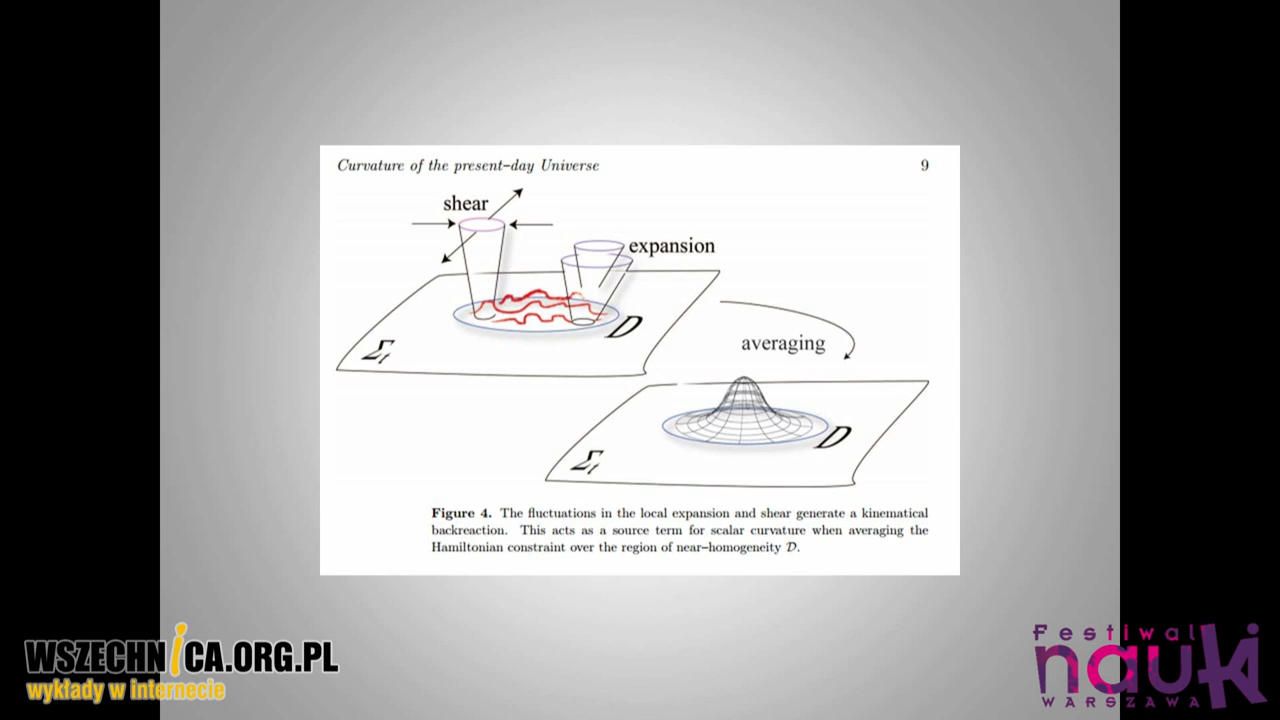 Curvature of the present–day Universe 9
shear
expansion
D
Σt
averaging
D
Σt
Figure 4. The fluctuations in the local expansion and shear generate a kinematical
backreaction. This acts as a source term for scalar curvature when averaging the
Hamiltonian constraint over the region of near–homogeneity D.
WSZECHNICA.ORG.PL
wykłady w internecie
Festiwal
nauki
WARSZAWA